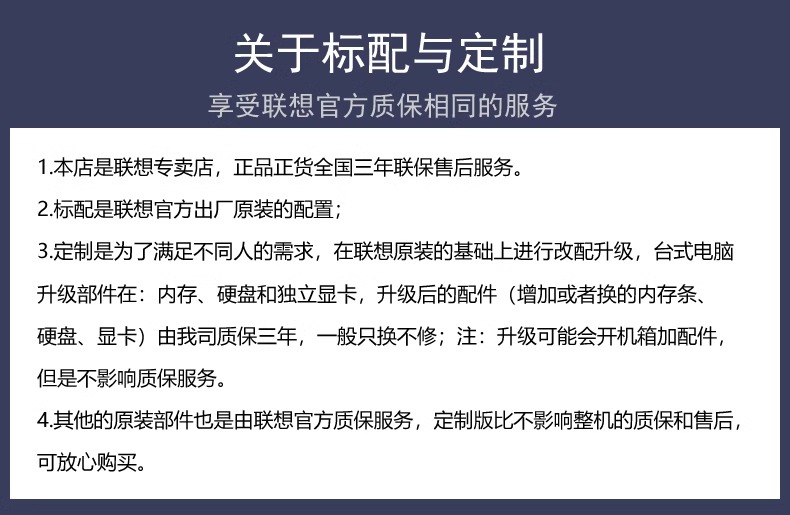 关于标配与定制
享受联想官方质保相同的服务
1.本店是联想专卖店，正品正货全国三年联保售后服务。
2.标配是联想官方出厂原装的配置；
3.定制是为了满足不同人的需求，在联想原装的基础上进行改配升级，台式电脑
升级部件在：内存、硬盘和独立显卡，升级后的配件（增加或者换的内存条、
硬盘、显卡）由我司质保三年，一般只换不修；注：升级可能会开机箱加配件，
但是不影响质保服务。
4.其他的原装部件也是由联想官方质保服务，定制版比不影响整机的质保和售后，
可放心购买。